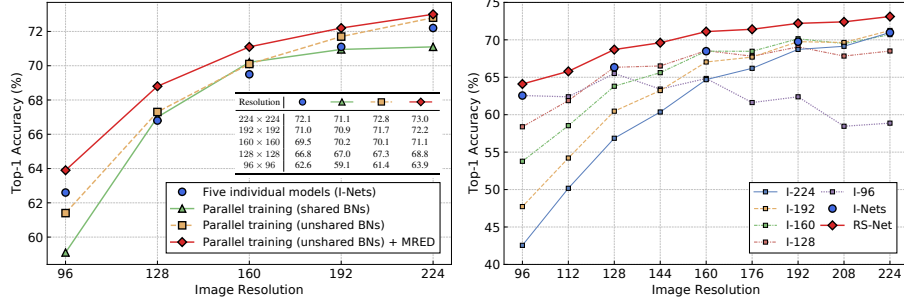 72
70
68
66
64
62
60
Top-1 Accuracy (%)
96 128 160 192 224
Image Resolution
Resolution
224 × 224 72.1 71.1 72.8 73.0
192 × 192 71.0 70.9 71.7 72.2
160 × 160 69.5 70.2 70.1 71.1
128 × 128 66.8 67.0 67.3 68.8
96 × 96 62.6 59.1 61.4 63.9
Five individual models (I-Nets)
Parallel training (shared BNs)
Parallel training (unshared BNs)
Parallel training (unshared BNs) + MRED
75
70
65
60
55
50
45
40
Top-1 Accuracy (%)
96 112 128 144 160 176 192 208 224
Image Resolution
I-224
I-192
I-160
I-128
I-96
I-Nets
RS-Net